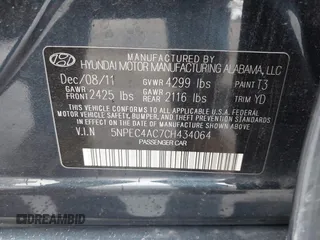 MANUFACTURED BY
HYUNDAI MOTOR MANUFACTURING ALABAMA, LLC
Dec/08/11 GVWR 4299 lbs PAINT T3
GAWR FRONT 2425 lbs GAWR REAR 2116 lbs TRIM YD
THIS VEHICLE CONFORMS TO ALL APPLICABLE U.S. FEDERAL
MOTOR VEHICLE SAFETY, BUMPER, AND THEFT PREVENTION
STANDARDS IN EFFECT ON THE DATE OF MANUFACTURE SHOWN ABOVE.
V.I.N 5NPEC4AC7CH434064
PASSENGER CAR
DREAMBID